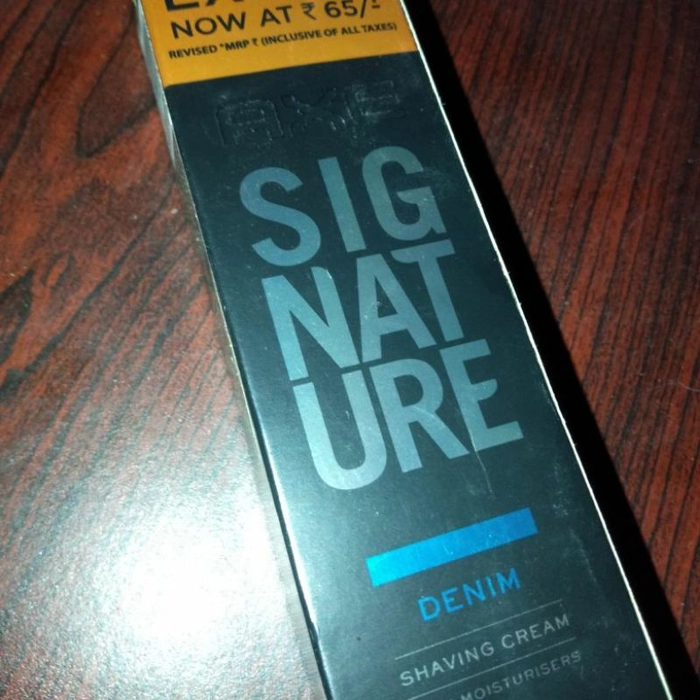 NOW AT ₹ 65/-
REVISED *MRP ₹ (INCLUSIVE OF ALL TAXES)
AXE
SIG
NAT
URE
DENIM
SHAVING CREAM
MOISTURISERS